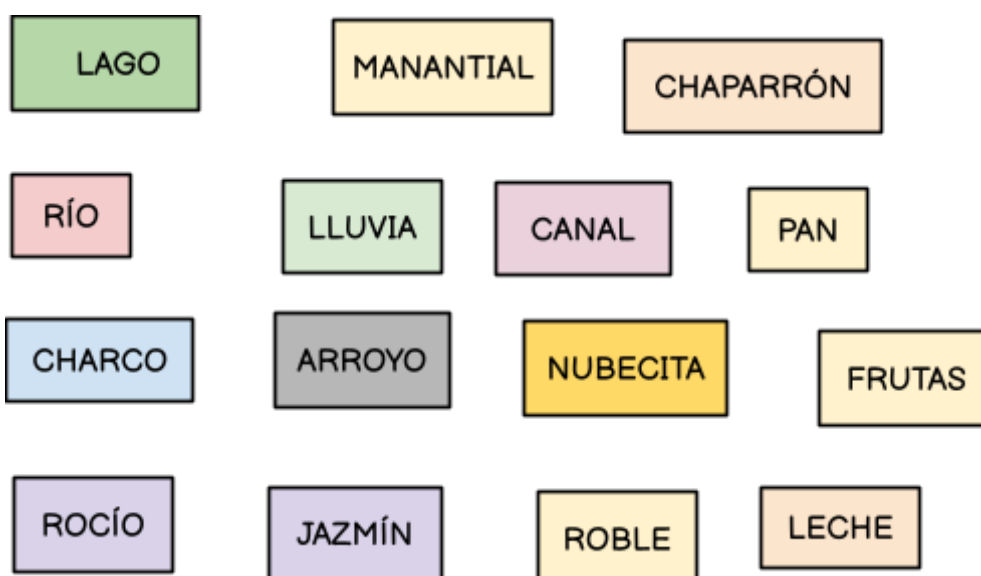 LAGO
MANANTIAL
CHAPARRÓN
RÍO
LLUVIA
CANAL
PAN
CHARCO
ARROYO
NUBECITA
FRUTAS
ROCÍO
JAZMÍN
ROBLE
LECHE